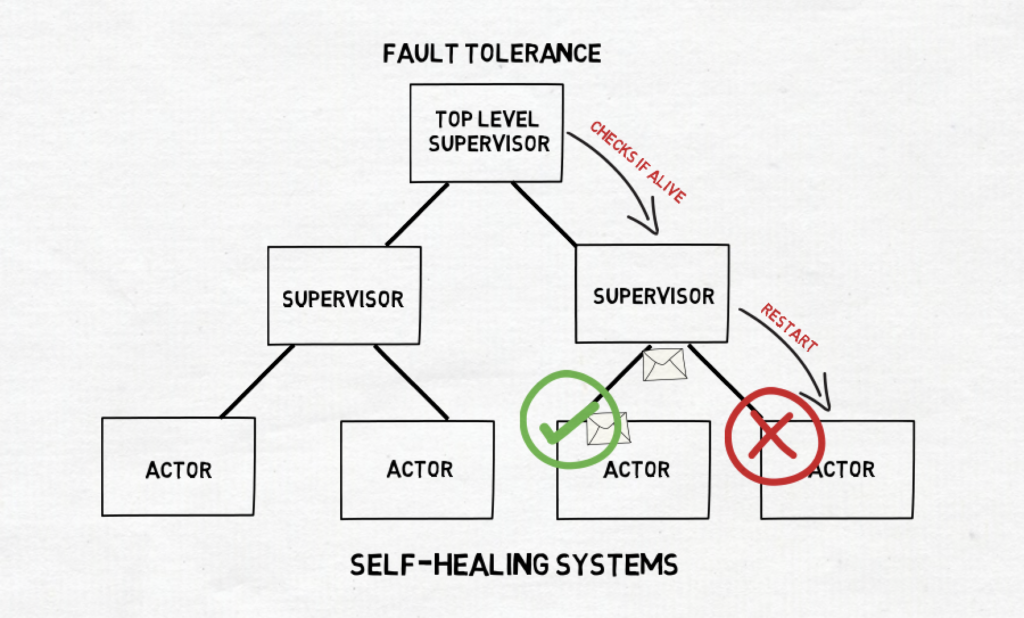 FAULT TOLERANCE
TOP LEVEL
SUPERVISOR
CHECKS IF ALIVE
SUPERVISOR
SUPERVISOR
RESTART
ACTOR
ACTOR
ACTOR
ACTOR
SELF-HEALING SYSTEMS